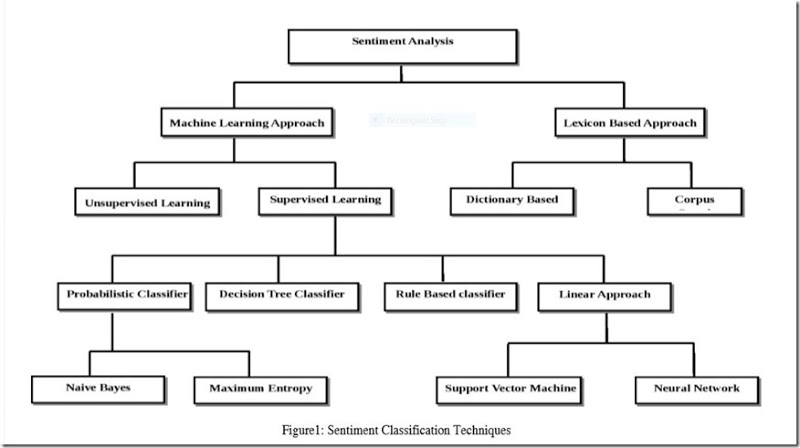 Sentiment Analysis
Machine Learning Approach
Lexicon Based Approach
Unsupervised Learning
Supervised Learning
Dictionary Based
Corpus
Probabilistic Classifier
Decision Tree Classifier
Rule Based classifier
Linear Approach
Naive Bayes
Maximum Entropy
Support Vector Machine
Neural Network
Figure1: Sentiment Classification Techniques